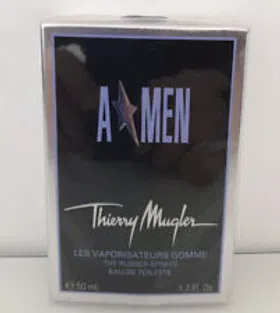 A MEN
Thierry Mugler
LES VAPORISATEURS GOMME
THE RUBBER SPRAYS
EAU DE TOILETTE
e 50 mL 1.7 fl. Oz